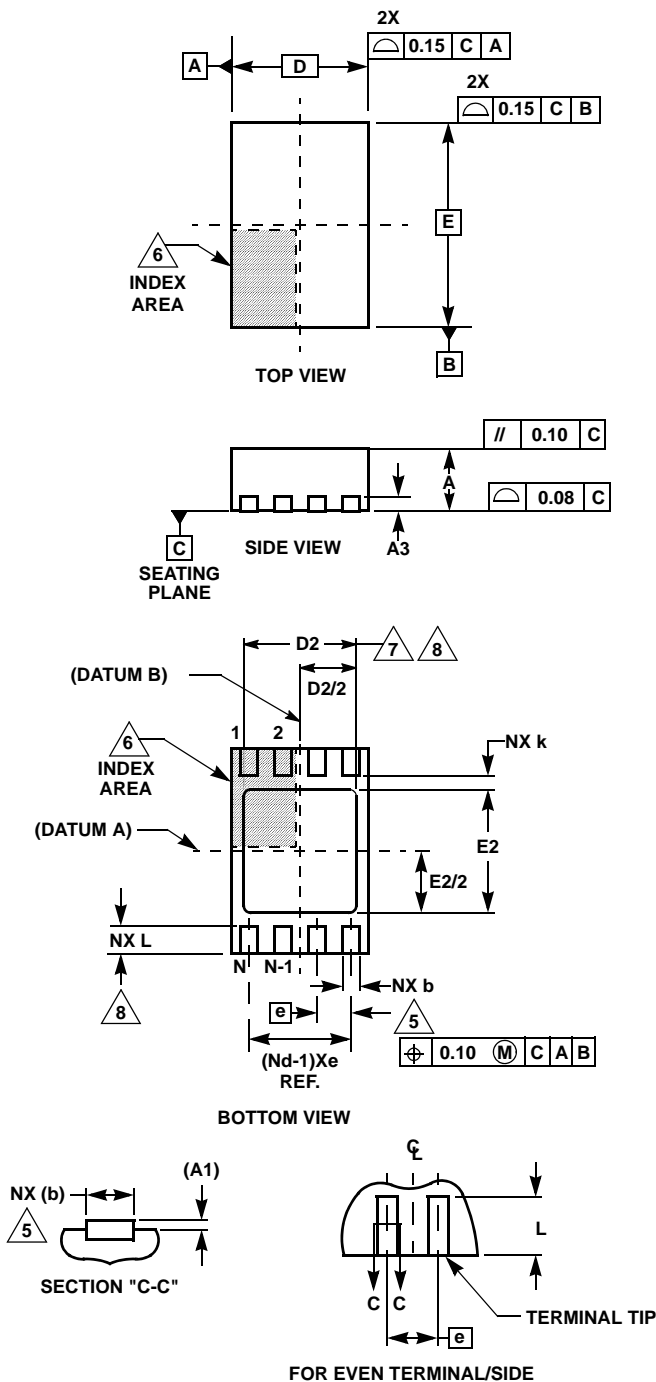 2X
⌓ 0.15 C A
A
D
2X
⌓ 0.15 C B
E
6
INDEX
AREA
B
TOP VIEW
// 0.10 C
A
⌓ 0.08 C
C
SIDE VIEW
A3
SEATING
PLANE
D2
7 8
(DATUM B)
D2/2
1 2
6
INDEX
AREA
NX k
(DATUM A)
E2
E2/2
NX L
N N-1
NX b
8
e
5
(Nd-1)Xe
REF.
⌖ 0.10 Ⓜ C A B
BOTTOM VIEW
(A1)
NX (b)
5
SECTION "C-C"
℄
L
C C
TERMINAL TIP
e
FOR EVEN TERMINAL/SIDE